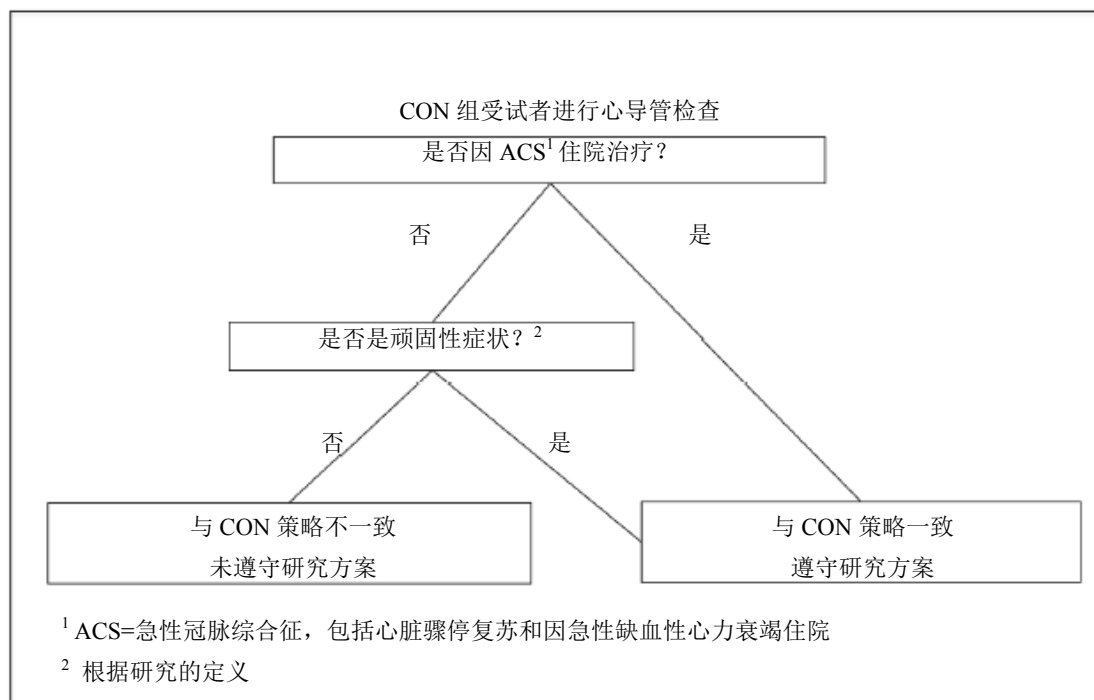 CON 组受试者进行心导管检查
是否因 ACS¹ 住院治疗？
否
是
是否是顽固性症状？²
否
是
与 CON 策略不一致
未遵守研究方案
与 CON 策略一致
遵守研究方案
¹ ACS=急性冠脉综合征，包括心脏骤停复苏和因急性缺血性心力衰竭住院
² 根据研究的定义